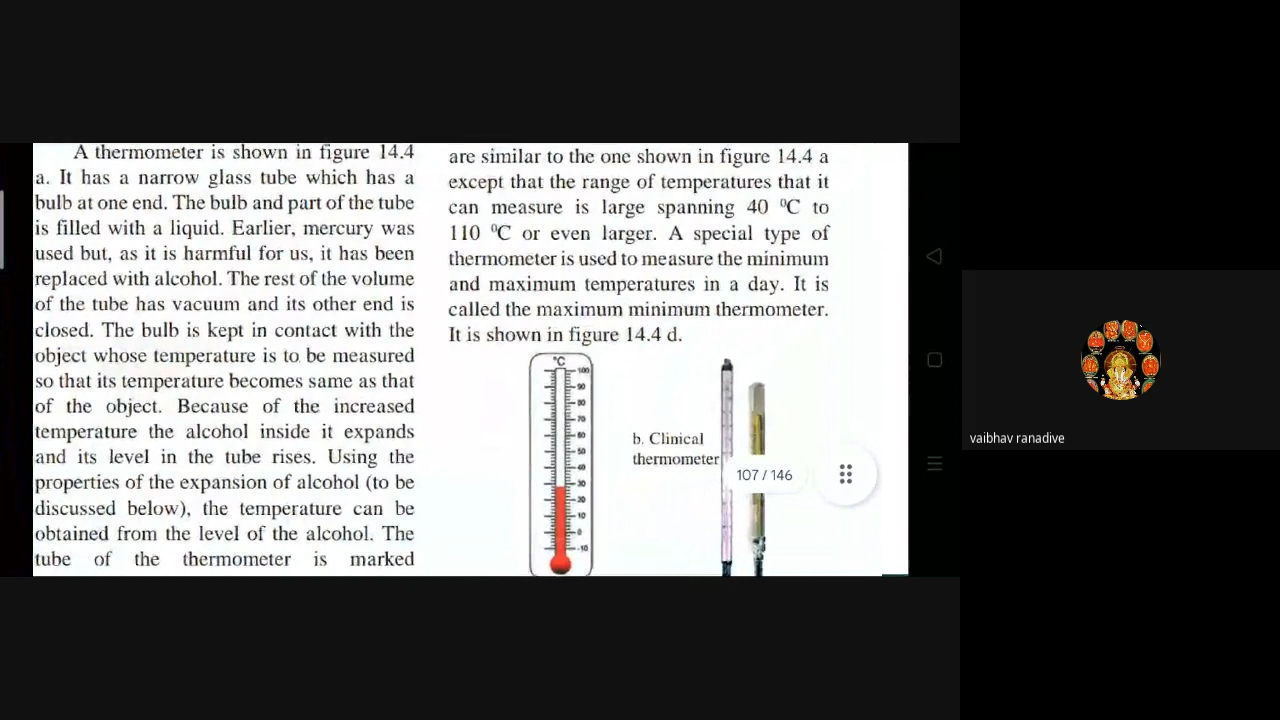 A thermometer is shown in figure 14.4
a. It has a narrow glass tube which has a
bulb at one end. The bulb and part of the tube
is filled with a liquid. Earlier, mercury was
used but, as it is harmful for us, it has been
replaced with alcohol. The rest of the volume
of the tube has vacuum and its other end is
closed. The bulb is kept in contact with the
object whose temperature is to be measured
so that its temperature becomes same as that
of the object. Because of the increased
temperature the alcohol inside it expands
and its level in the tube rises. Using the
properties of the expansion of alcohol (to be
discussed below), the temperature can be
obtained from the level of the alcohol. The
tube of the thermometer is marked
are similar to the one shown in figure 14.4 a
except that the range of temperatures that it
can measure is large spanning 40 ⁰C to
110 ⁰C or even larger. A special type of
thermometer is used to measure the minimum
and maximum temperatures in a day. It is
called the maximum minimum thermometer.
It is shown in figure 14.4 d.
°C
100
90
80
70
60
50
40
30
20
10
0
-10
b. Clinical
thermometer
107 / 146
vaibhav ranadive